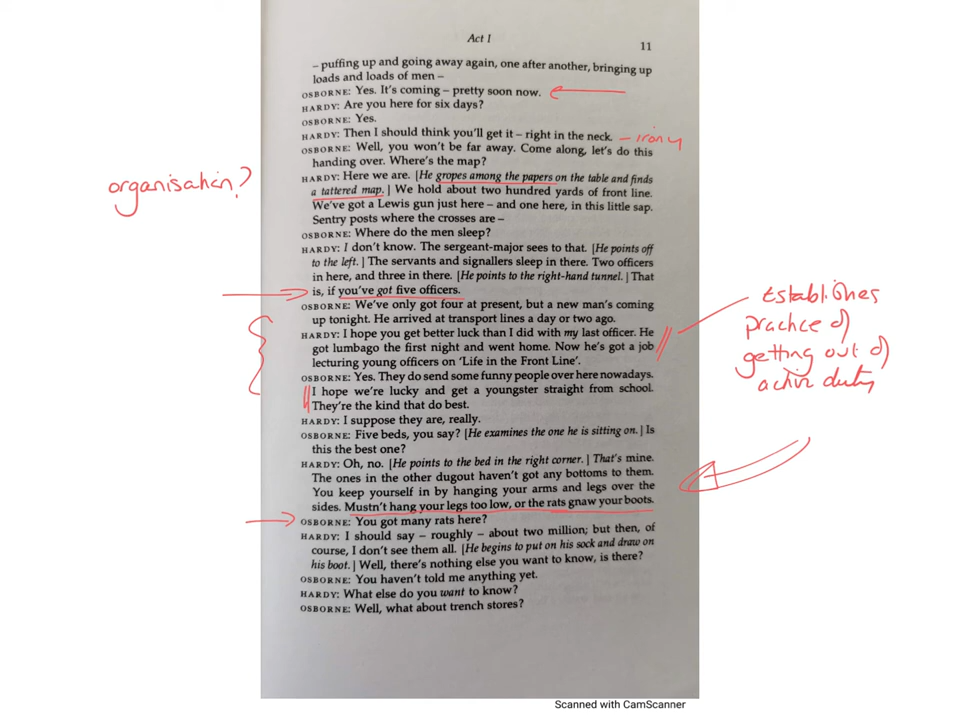 Act I
11
– puffing up and going away again, one after another, bringing up
loads and loads of men –
OSBORNE: Yes. It's coming – pretty soon now.
HARDY: Are you here for six days?
OSBORNE: Yes.
HARDY: Then I should think you'll get it – right in the neck. – irony
OSBORNE: Well, you won't be far away. Come along, let's do this
handing over. Where's the map?
HARDY: Here we are. [He gropes among the papers on the table and finds
organisation?
a tattered map.] We hold about two hundred yards of front line.
We've got a Lewis gun just here – and one here, in this little sap.
Sentry posts where the crosses are –
OSBORNE: Where do the men sleep?
HARDY: I don't know. The sergeant-major sees to that. [He points off
to the left.] The servants and signallers sleep in there. Two officers
in here, and three in there. [He points to the right-hand tunnel.] That
is, if you've got five officers.
OSBORNE: We've only got four at present, but a new man's coming
up tonight. He arrived at transport lines a day or two ago.
HARDY: I hope you get better luck than I did with my last officer. He
got lumbago the first night and went home. Now he's got a job
lecturing young officers on 'Life in the Front Line'.
Establishes
practice of
getting out of
active duty
OSBORNE: Yes. They do send some funny people over here nowadays.
I hope we're lucky and get a youngster straight from school.
They're the kind that do best.
HARDY: I suppose they are, really.
OSBORNE: Five beds, you say? [He examines the one he is sitting on.] Is
this the best one?
HARDY: Oh, no. [He points to the bed in the right corner.] That's mine.
The ones in the other dugout haven't got any bottoms to them.
You keep yourself in by hanging your arms and legs over the
sides. Mustn't hang your legs too low, or the rats gnaw your boots.
OSBORNE: You got many rats here?
HARDY: I should say – roughly – about two million; but then, of
course, I don't see them all. [He begins to put on his sock and draw on
his boot.] Well, there's nothing else you want to know, is there?
OSBORNE: You haven't told me anything yet.
HARDY: What else do you want to know?
OSBORNE: Well, what about trench stores?
Scanned with CamScanner